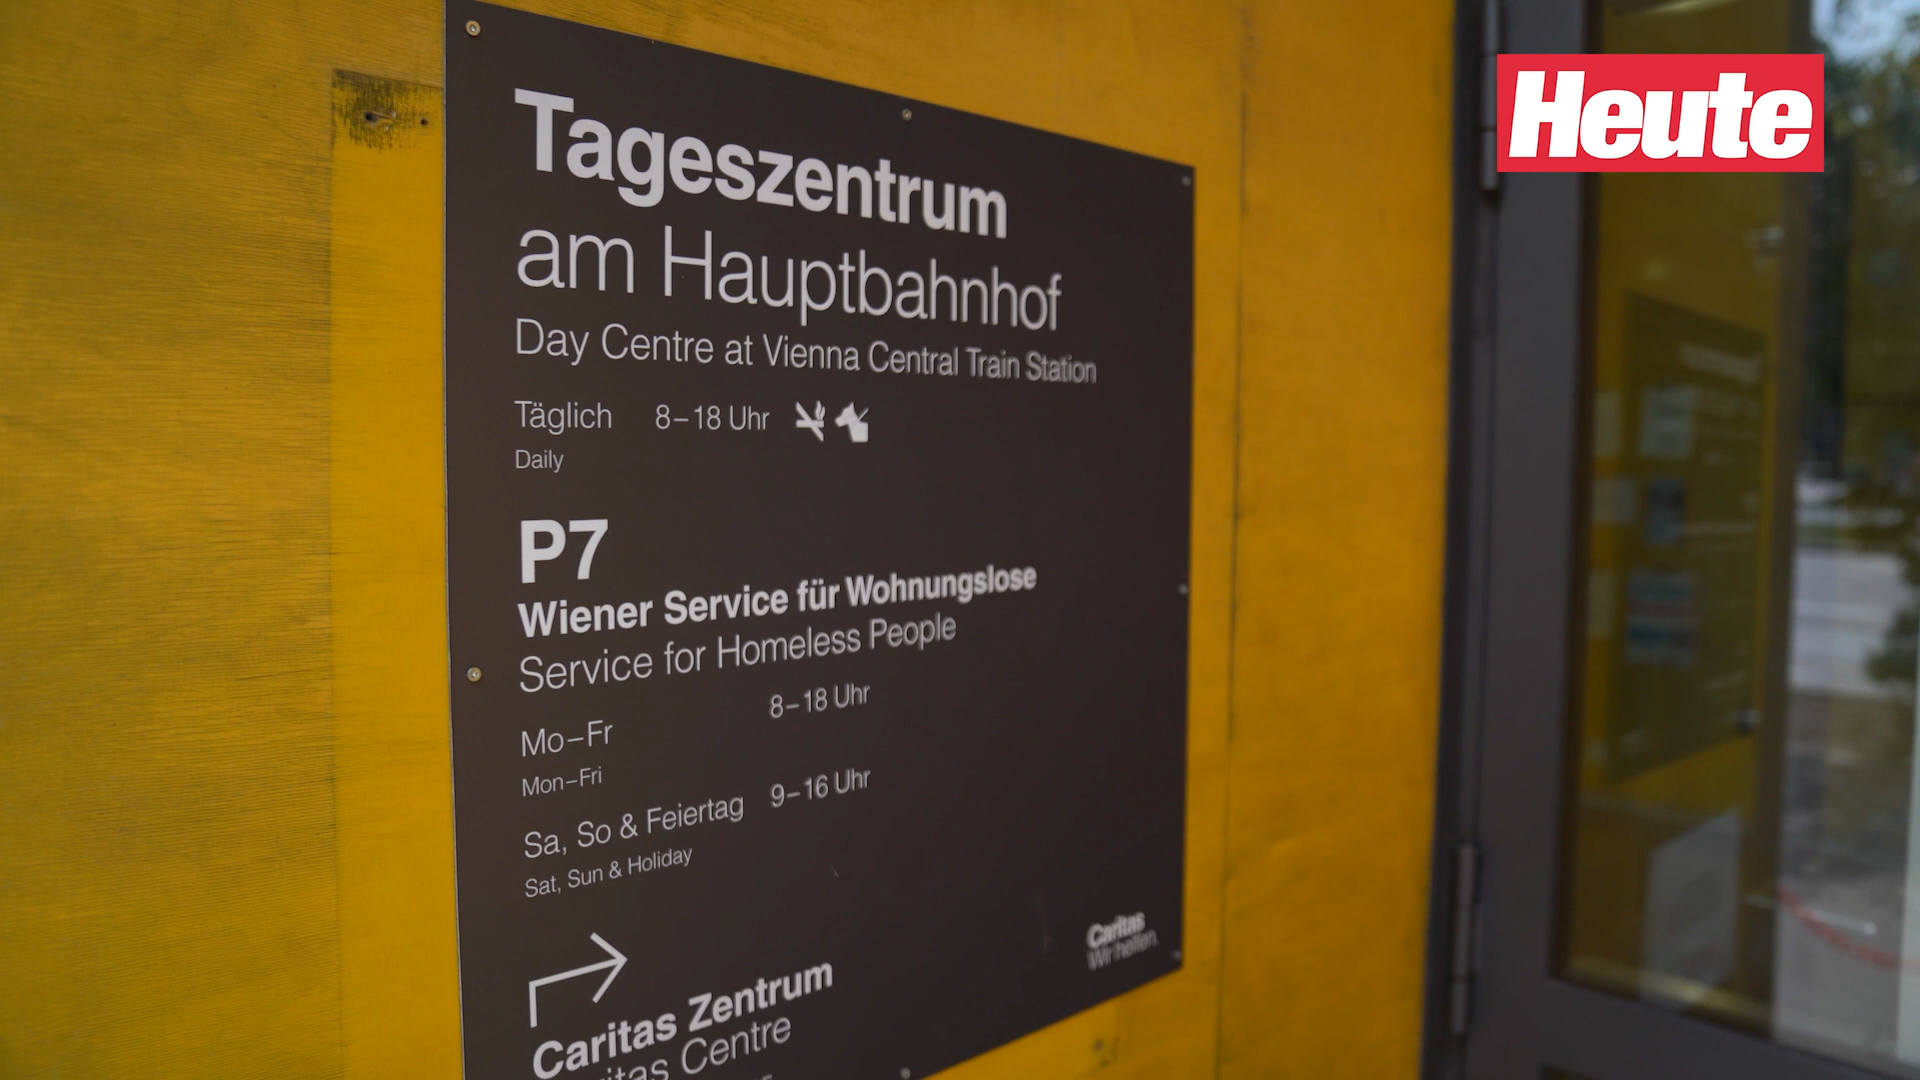 Heute
Tageszentrum
am Hauptbahnhof
Day Centre at Vienna Central Train Station
Täglich 8–18 Uhr
Daily
P7
Wiener Service für Wohnungslose
Service for Homeless People
Mo–Fr 8–18 Uhr
Mon–Fri
Sa, So & Feiertag 9–16 Uhr
Sat, Sun & Holiday
Caritas
Wir helfen.
Caritas Zentrum
Centre